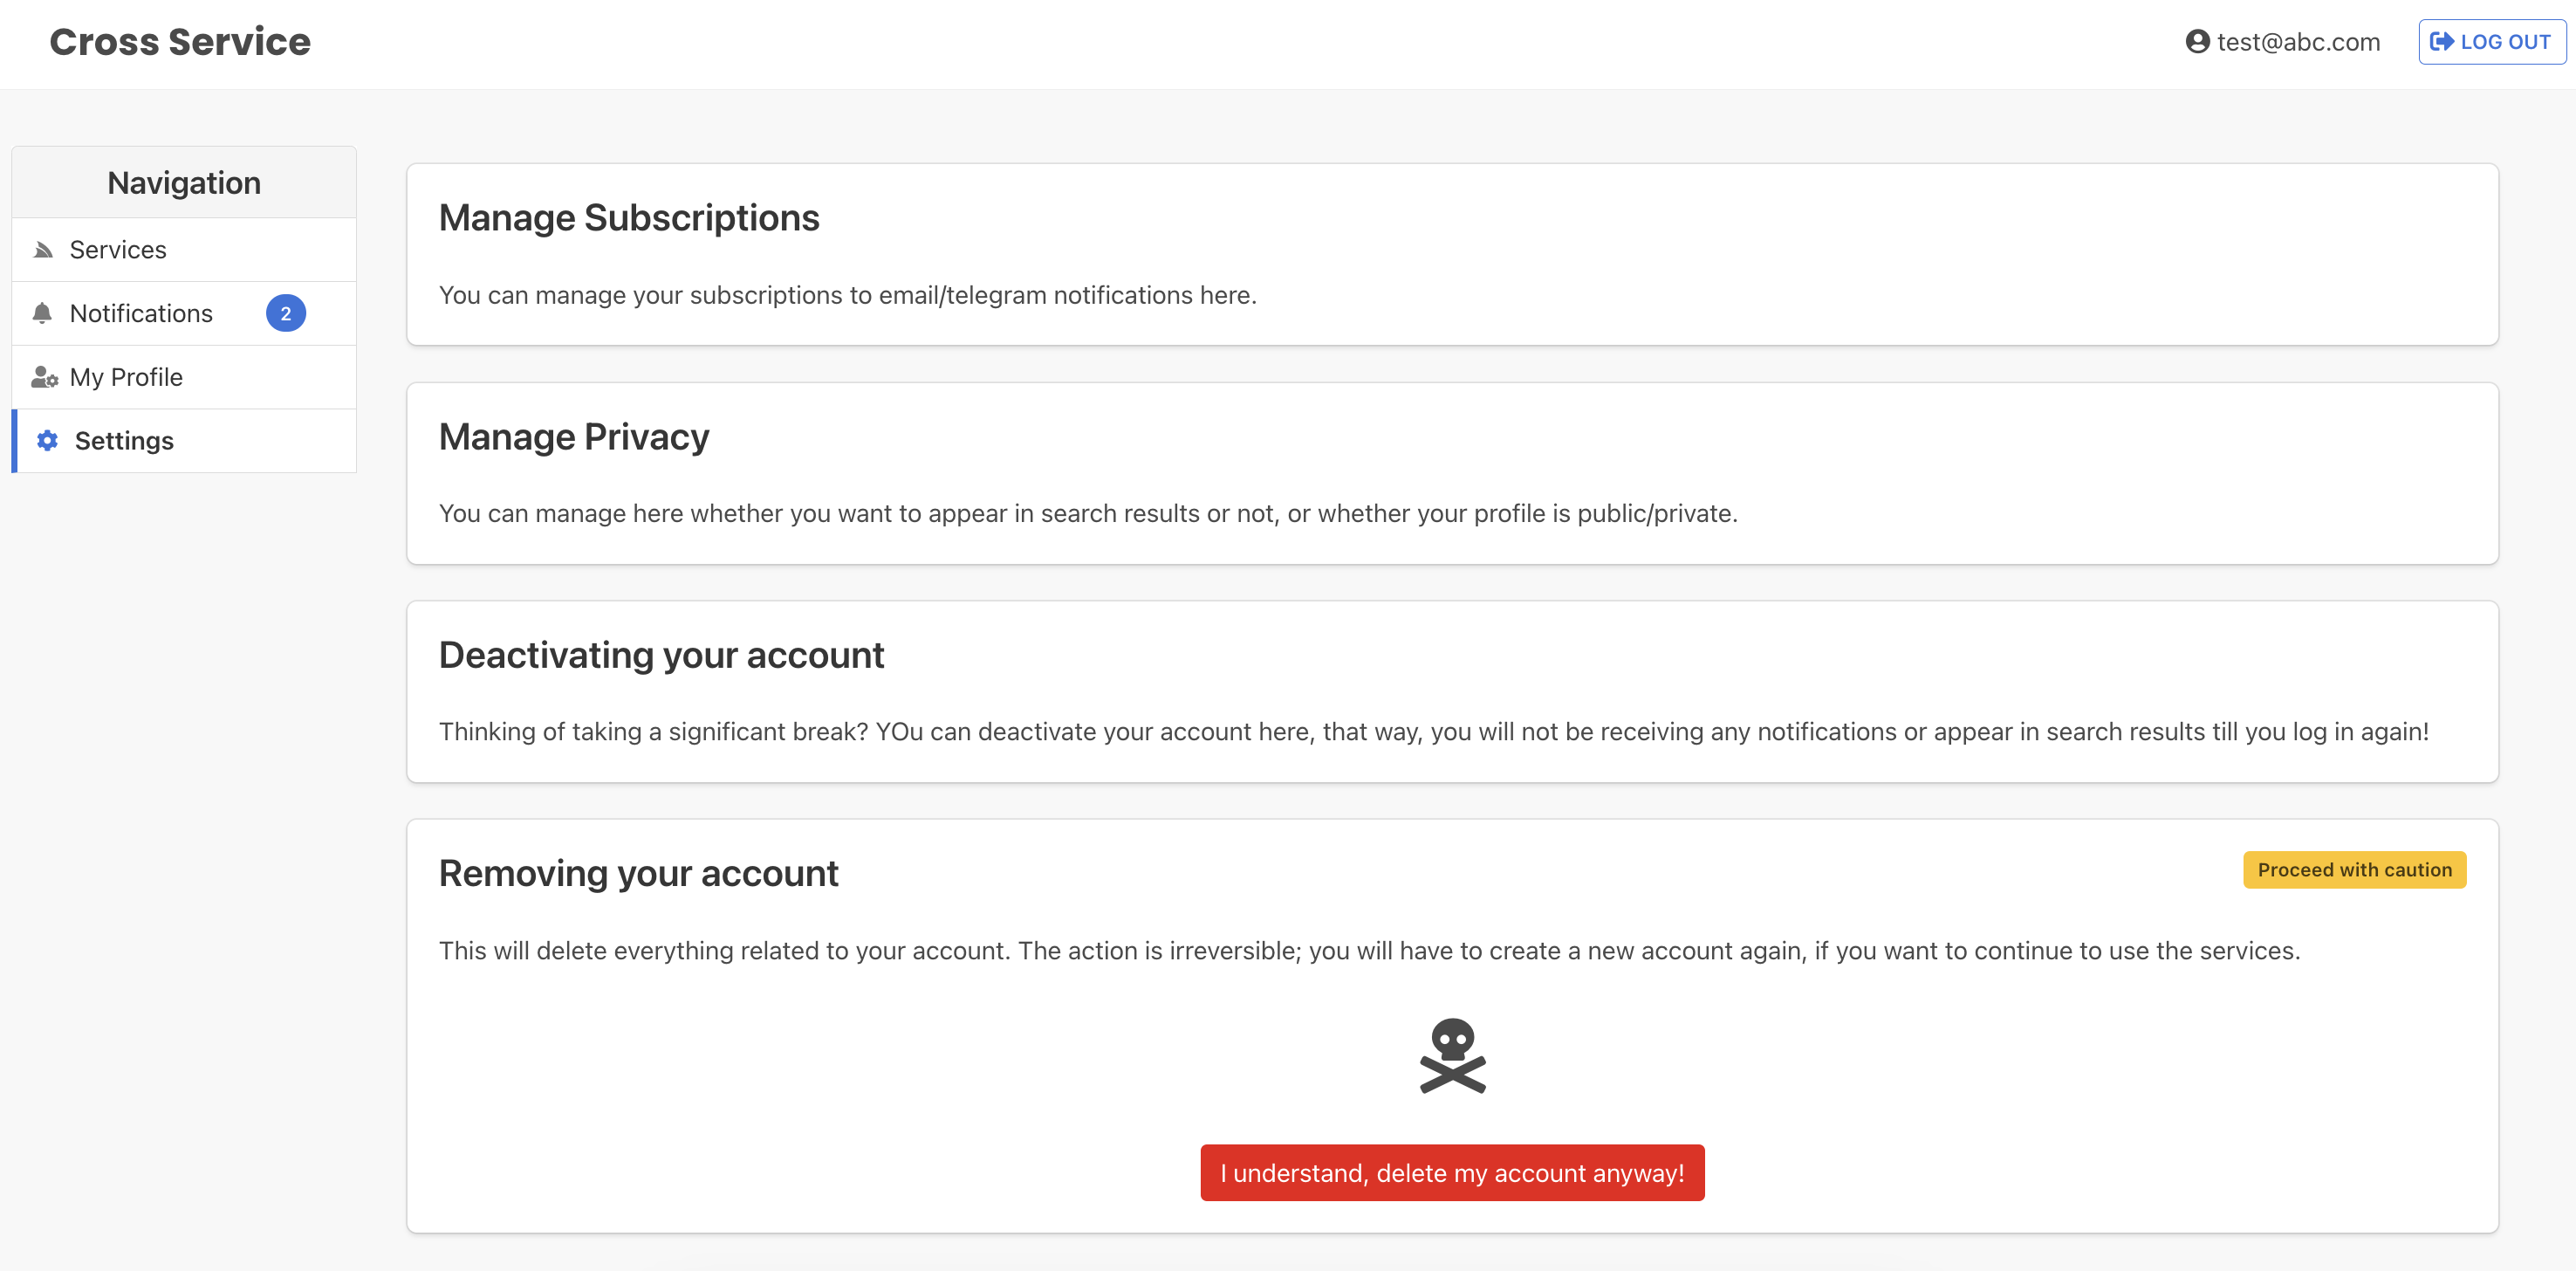 Cross Service
test@abc.com
LOG OUT
Navigation
Services
Notifications 2
My Profile
Settings
Manage Subscriptions
You can manage your subscriptions to email/telegram notifications here.
Manage Privacy
You can manage here whether you want to appear in search results or not, or whether your profile is public/private.
Deactivating your account
Thinking of taking a significant break? YOu can deactivate your account here, that way, you will not be receiving any notifications or appear in search results till you log in again!
Removing your account
Proceed with caution
This will delete everything related to your account. The action is irreversible; you will have to create a new account again, if you want to continue to use the services.
I understand, delete my account anyway!